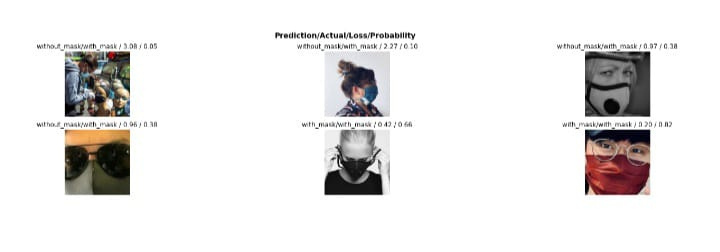 Prediction/Actual/Loss/Probability
without_mask/with_mask / 3.08 / 0.05
without_mask/with_mask / 2.27 / 0.10
without_mask/with_mask / 0.97 / 0.38
without_mask/with_mask / 0.96 / 0.38
with_mask/with_mask / 0.42 / 0.66
with_mask/with_mask / 0.20 / 0.82